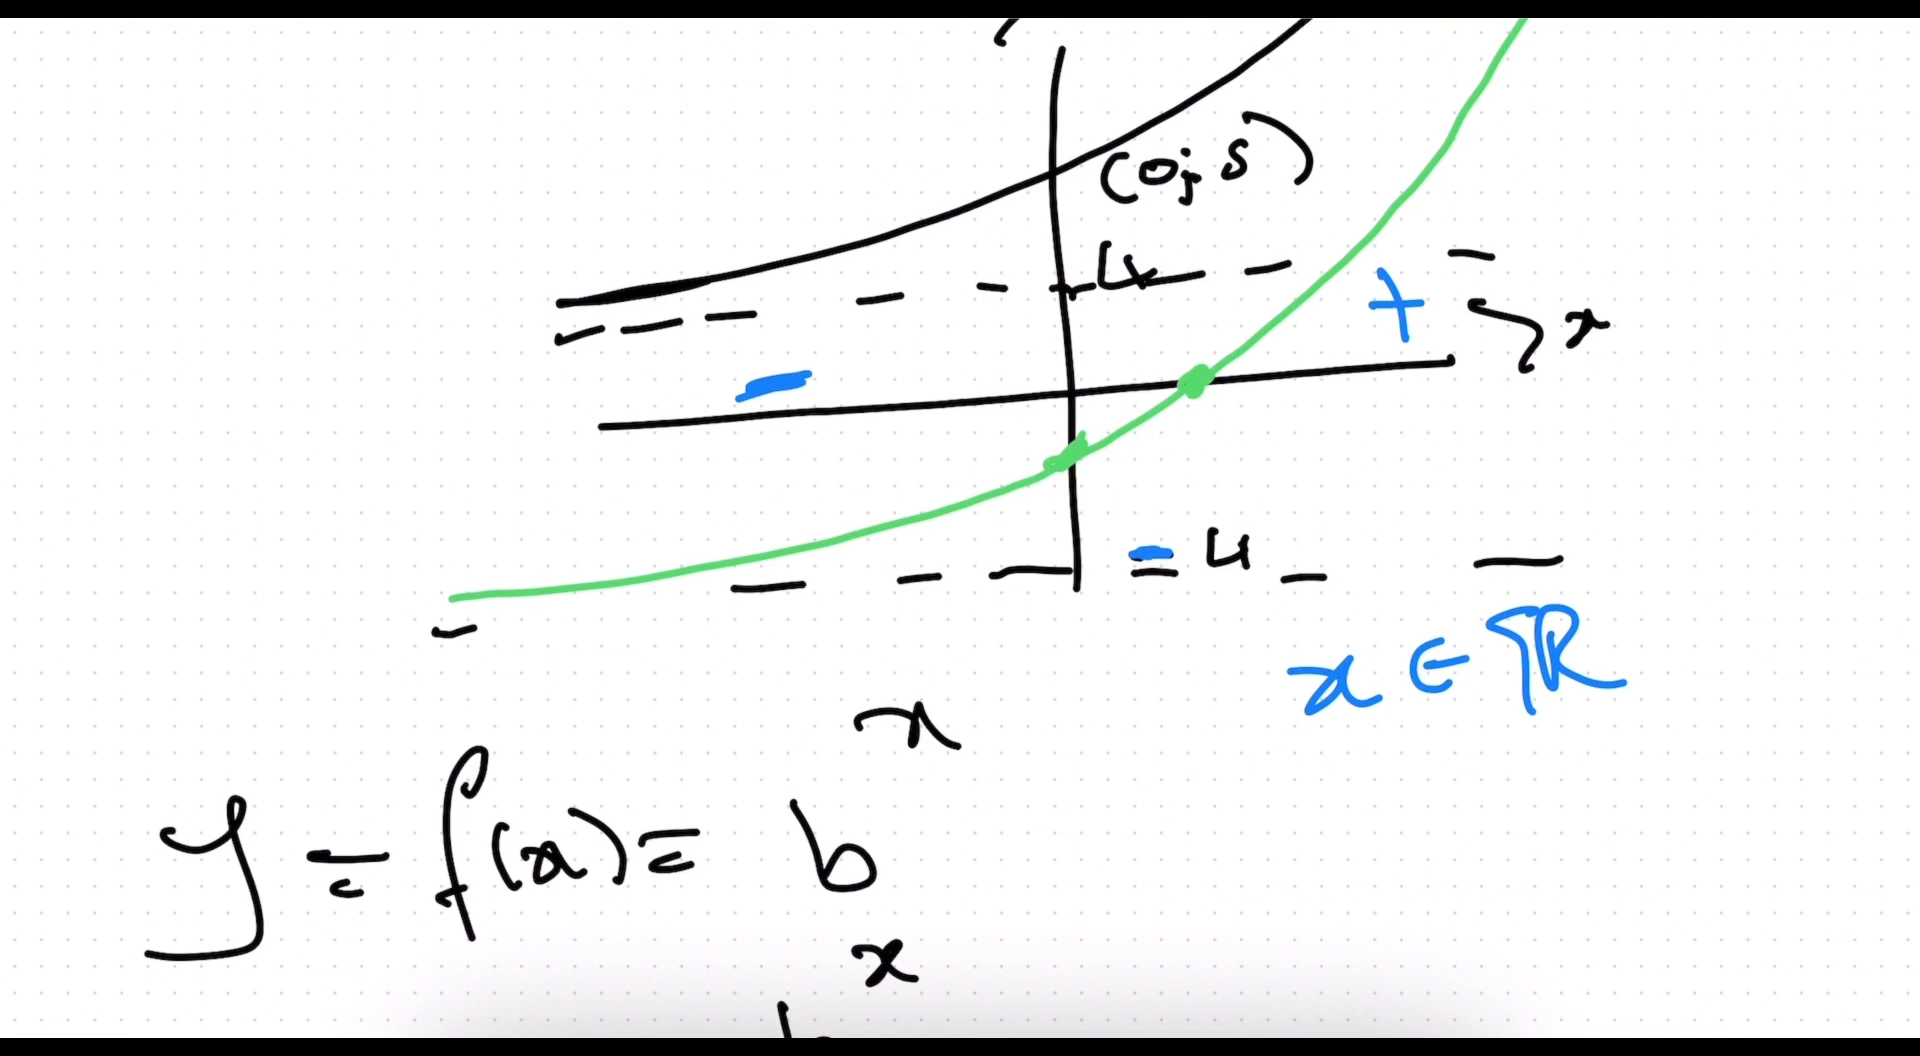 (0; 5)
4
+
x
-
= 4
x ∈ ℝ
y = f(x) = b^x
x